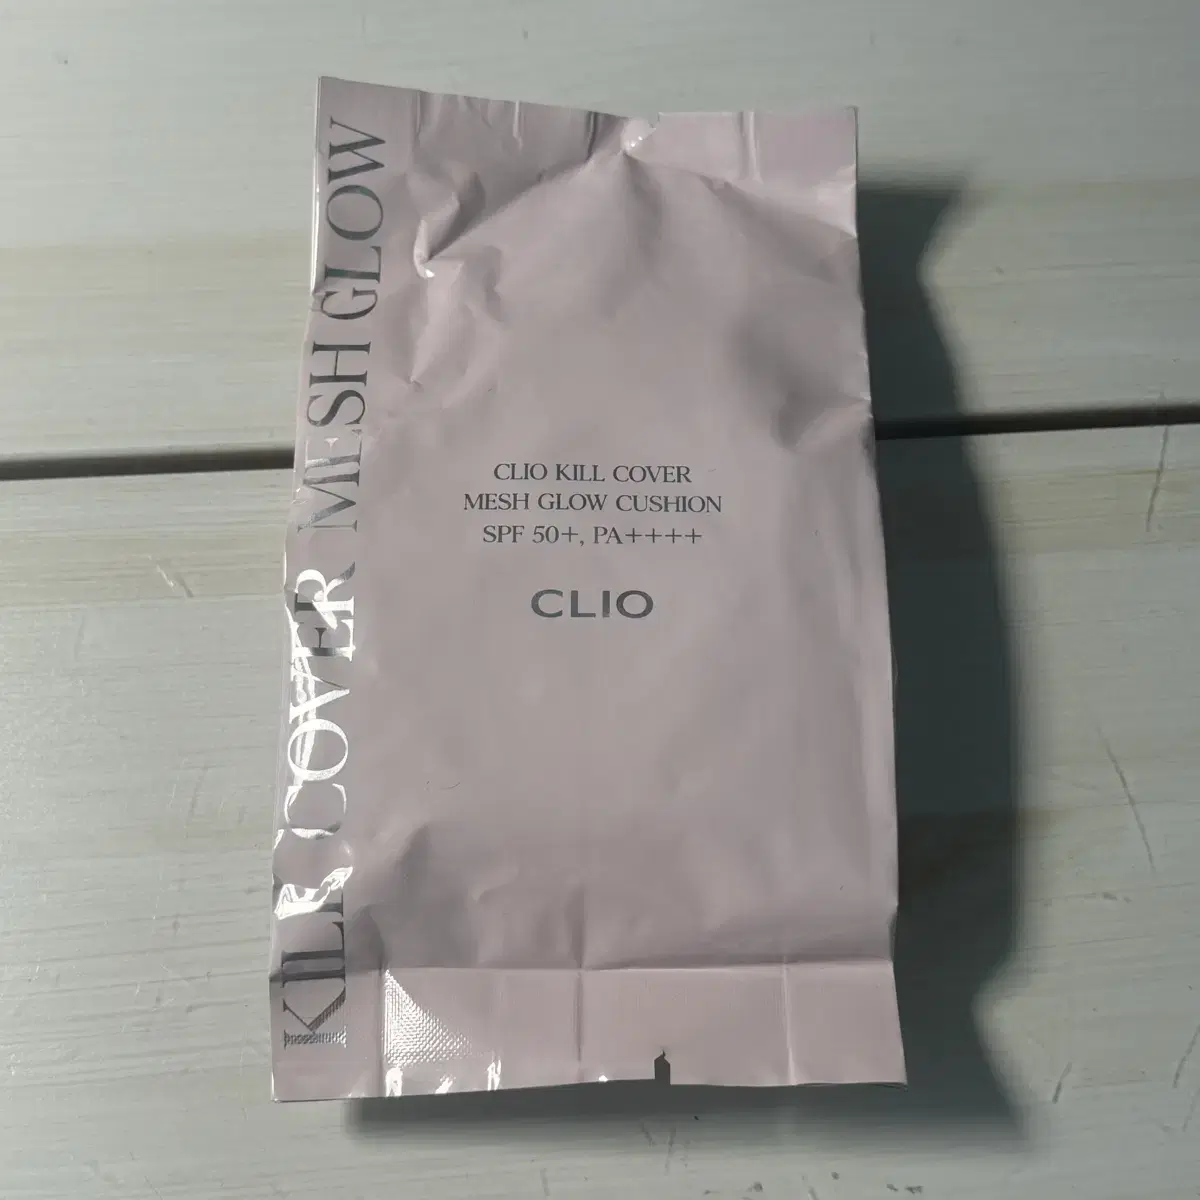 KILL COVER MESH GLOW
CLIO KILL COVER
MESH GLOW CUSHION
SPF 50+, PA++++
CLIO